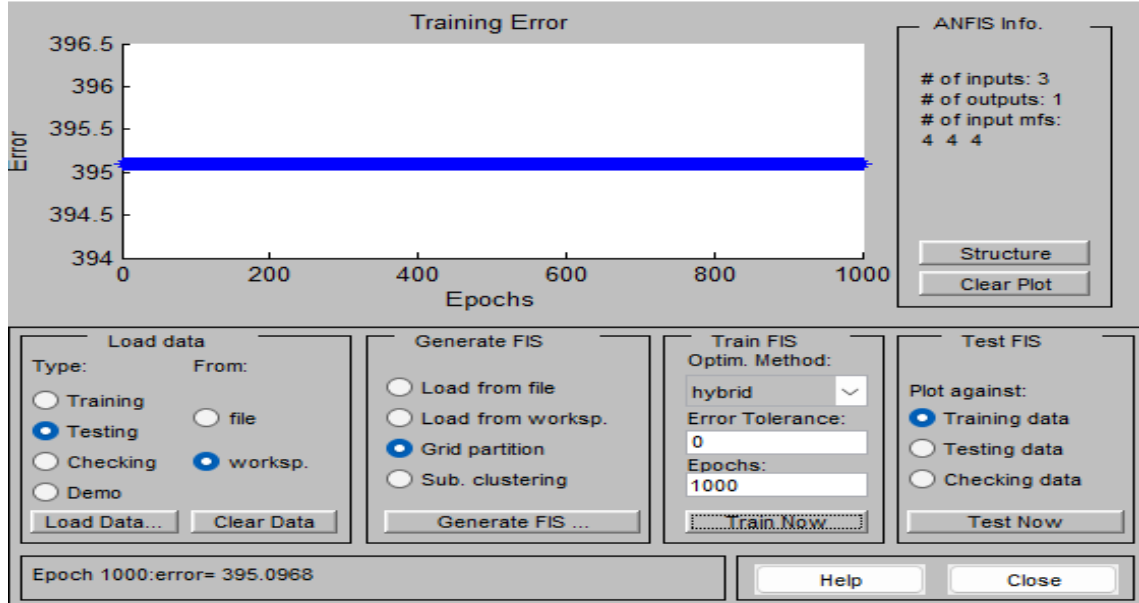 Training Error
396.5
396
395.5
395
394.5
394
Error
0 200 400 600 800 1000
Epochs
ANFIS Info.
# of inputs: 3
# of outputs: 1
# of input mfs:
4 4 4
Structure
Clear Plot
Load data
Type: From:
Training
Testing
Checking
Demo
file
worksp.
Load Data... Clear Data
Generate FIS
Load from file
Load from worksp.
Grid partition
Sub. clustering
Generate FIS ...
Train FIS
Optim. Method:
hybrid
Error Tolerance:
0
Epochs:
1000
Train Now
Test FIS
Plot against:
Training data
Testing data
Checking data
Test Now
Epoch 1000:error= 395.0968
Help Close